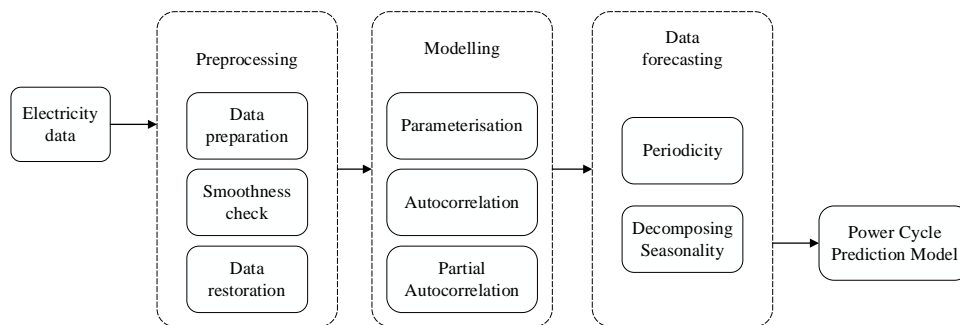 Electricity
data
Preprocessing
Data
preparation
Smoothness
check
Data
restoration
Modelling
Parameterisation
Autocorrelation
Partial
Autocorrelation
Data
forecasting
Periodicity
Decomposing
Seasonality
Power Cycle
Prediction Model